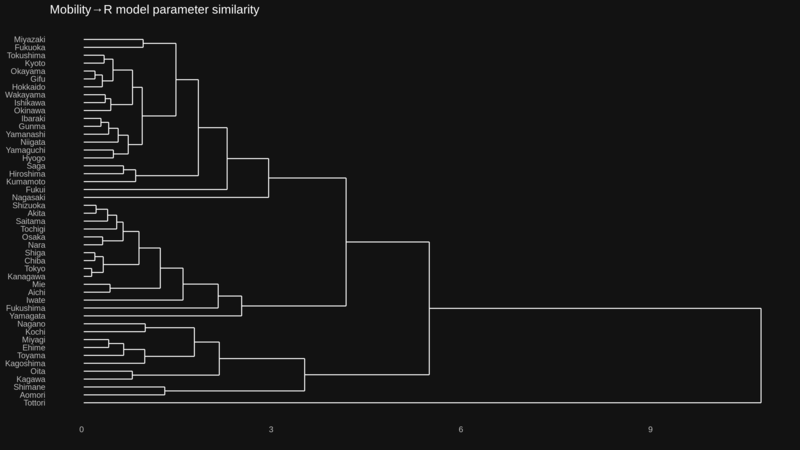 Mobility→R model parameter similarity
Miyazaki
Fukuoka
Tokushima
Kyoto
Okayama
Gifu
Hokkaido
Wakayama
Ishikawa
Okinawa
Ibaraki
Gunma
Yamanashi
Niigata
Yamaguchi
Hyogo
Saga
Hiroshima
Kumamoto
Fukui
Nagasaki
Shizuoka
Akita
Saitama
Tochigi
Osaka
Nara
Shiga
Chiba
Tokyo
Kanagawa
Mie
Aichi
Iwate
Fukushima
Yamagata
Nagano
Kochi
Miyagi
Ehime
Toyama
Kagoshima
Oita
Kagawa
Shimane
Aomori
Tottori
0 3 6 9